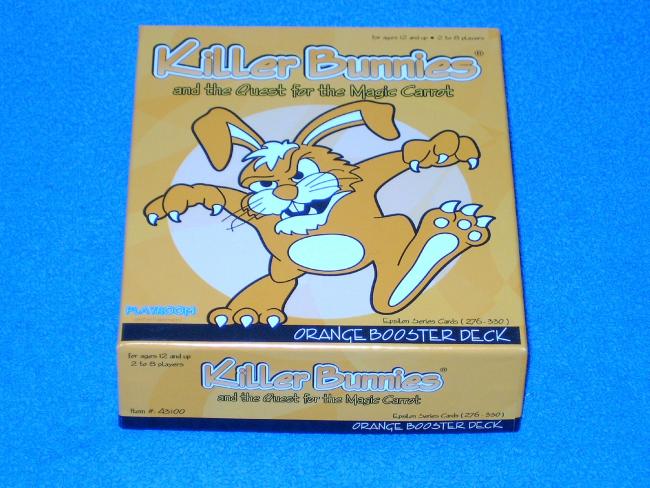 for ages 12 and up • 2 to 8 players
Killer Bunnies®
and the Quest for the Magic Carrot
PLAYROOM
Epsilon Series Cards (276-330)
ORANGE BOOSTER DECK
for ages 12 and up
2 to 8 players
Killer Bunnies®
and the Quest for the Magic Carrot
Item #: 43100
Epsilon Series Cards (276-330)
ORANGE BOOSTER DECK